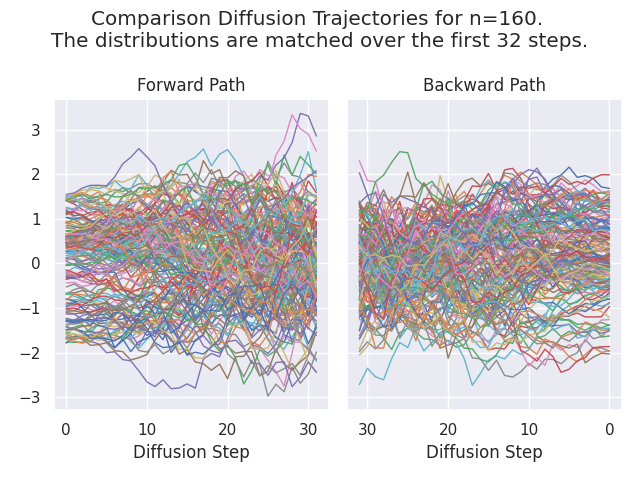 Comparison Diffusion Trajectories for n=160.
The distributions are matched over the first 32 steps.
Forward Path
Backward Path
3
2
1
0
−1
−2
−3
0 10 20 30
30 20 10 0
Diffusion Step
Diffusion Step